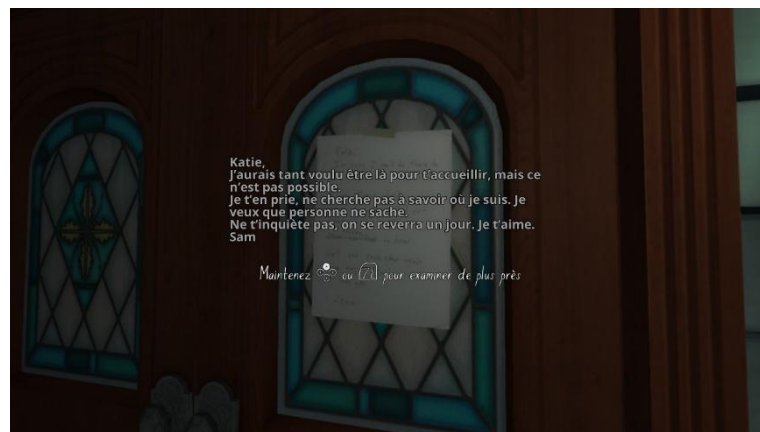 Katie,
J'aurais tant voulu être là pour t'accueillir, mais ce
n'est pas possible.
Je t'en prie, ne cherche pas à savoir où je suis. Je
veux que personne ne sache.
Ne t'inquiète pas, on se reverra un jour. Je t'aime.
Sam
Maintenez ou pour examiner de plus près